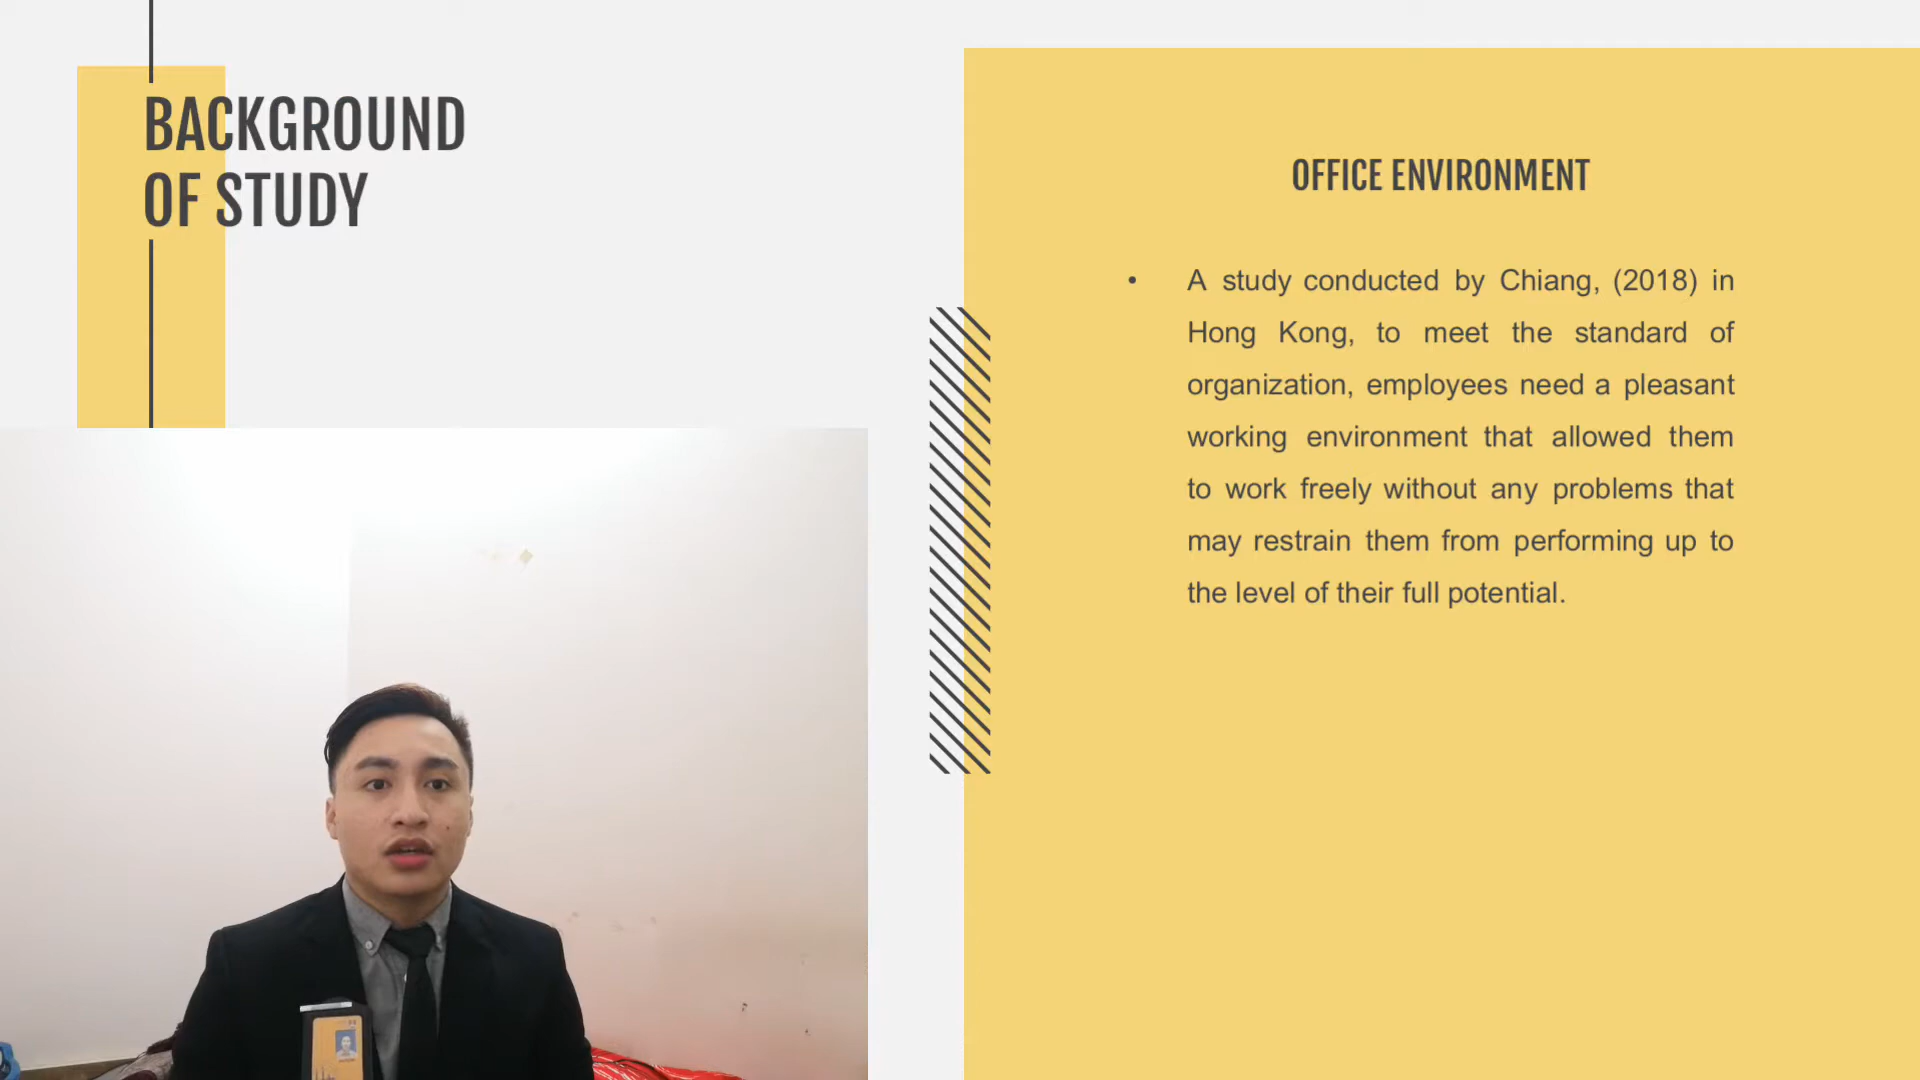 BACKGROUND
OF STUDY
OFFICE ENVIRONMENT
• A study conducted by Chiang, (2018) in
Hong Kong, to meet the standard of
organization, employees need a pleasant
working environment that allowed them
to work freely without any problems that
may restrain them from performing up to
the level of their full potential.